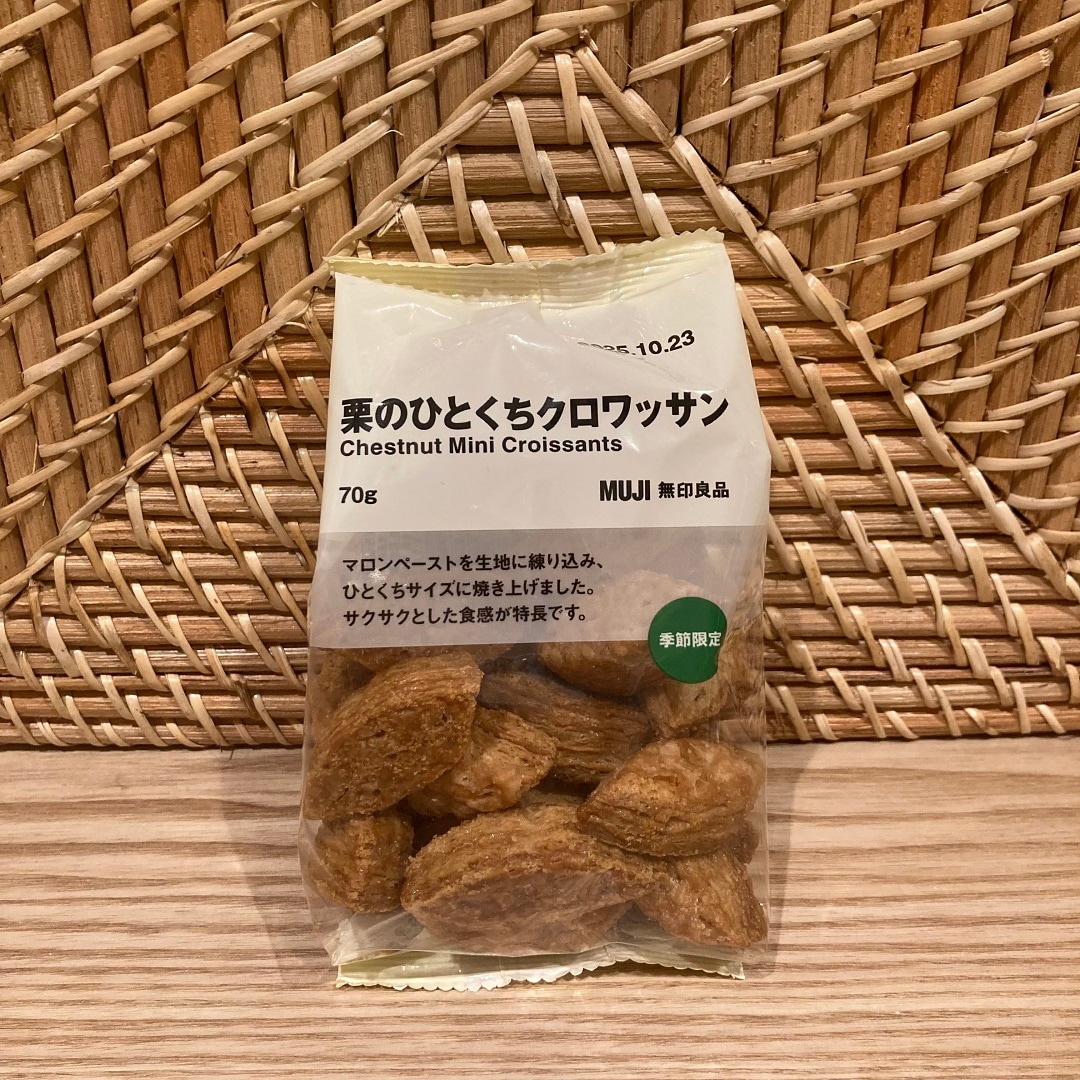 25.10.23
栗のひとくちクロワッサン
Chestnut Mini Croissants
70g
MUJI 無印良品
マロンペーストを生地に練り込み、
ひとくちサイズに焼き上げました。
サクサクとした食感が特長です。
季節限定